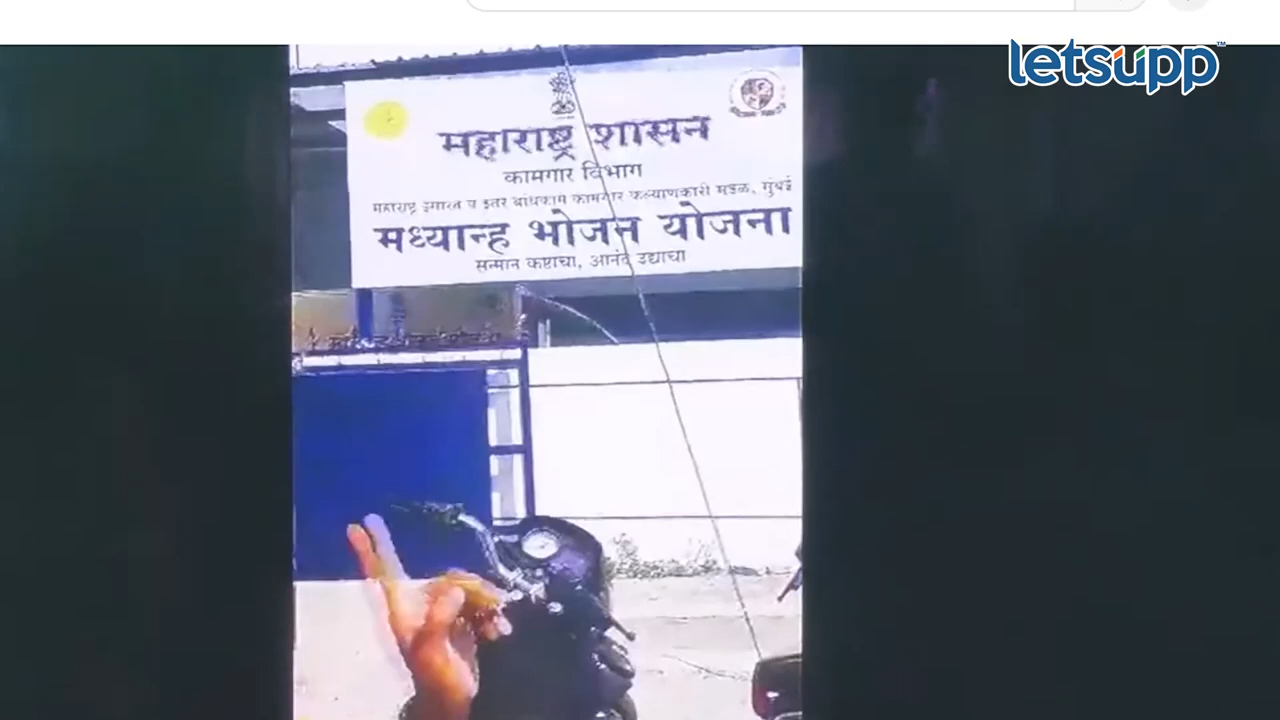 letsupp
महाराष्ट्र शासन
कामगार विभाग
महाराष्ट्र इमारत व इतर बांधकाम कामगार कल्याणकारी मंडळ, मुंबई
मध्यान्ह भोजन योजना
सन्मान कष्टाचा, आनंद उद्याचा